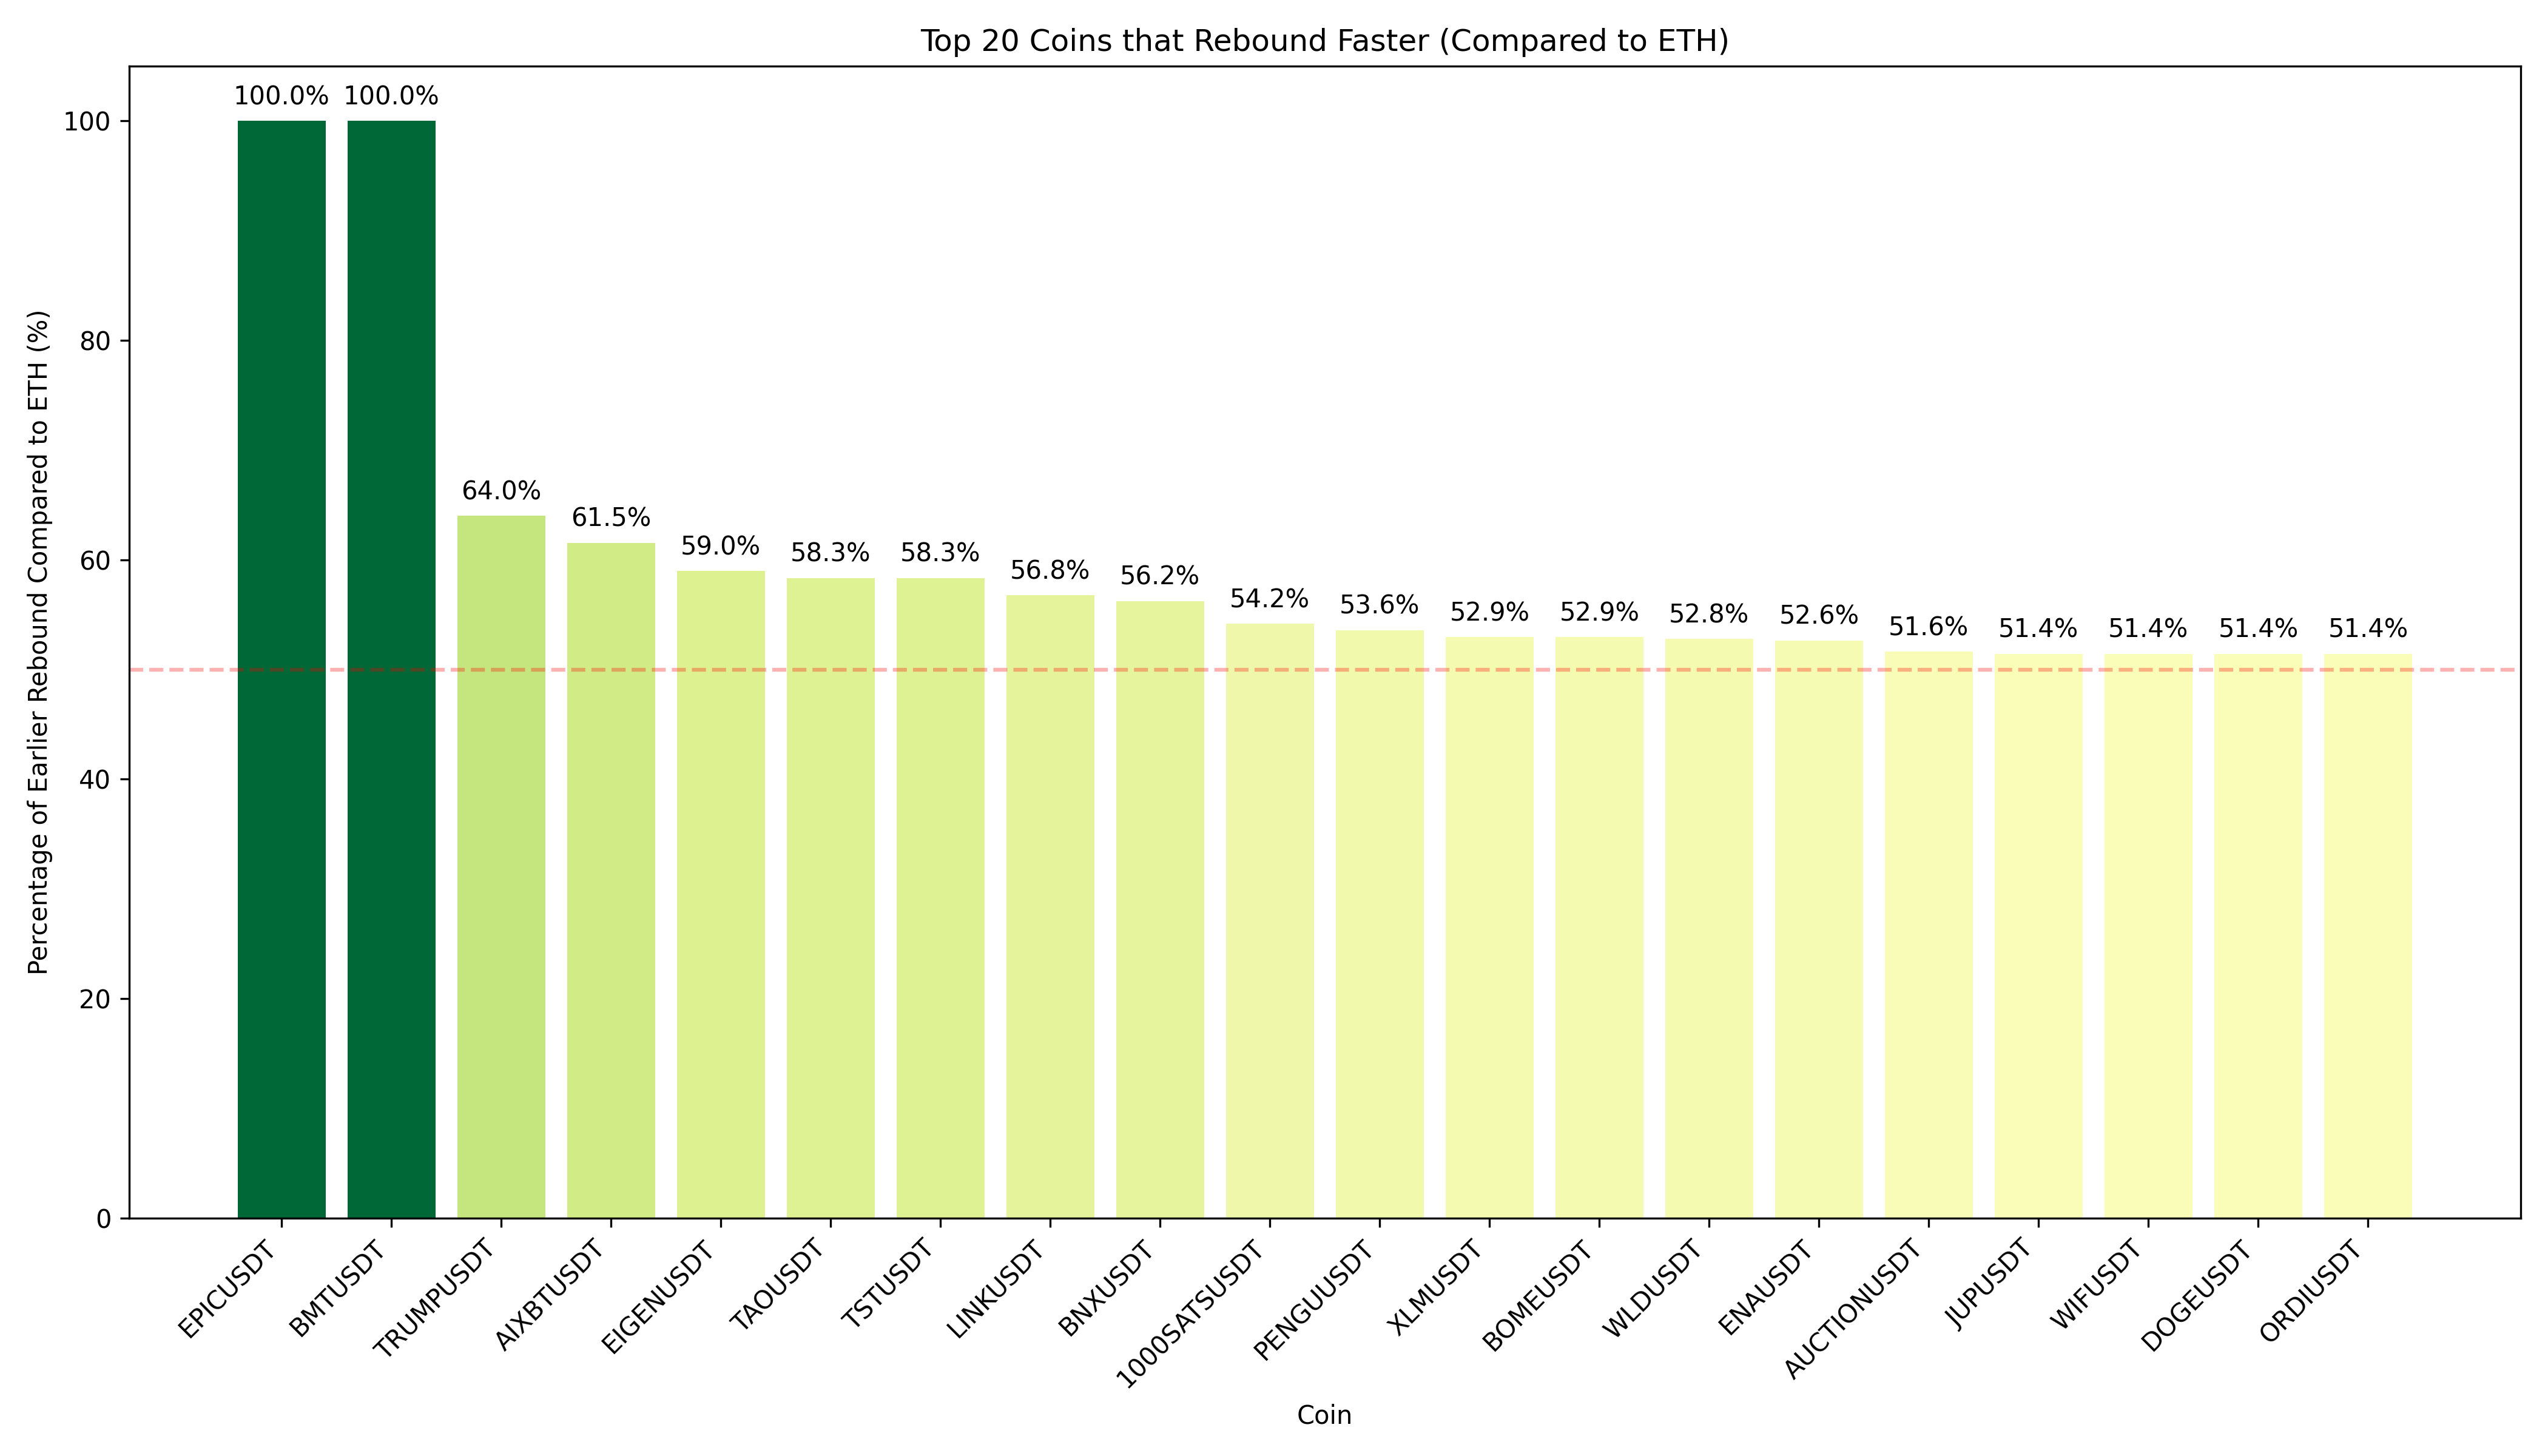 Top 20 Coins that Rebound Faster (Compared to ETH)
Percentage of Earlier Rebound Compared to ETH (%)
100
80
60
40
20
0
100.0%
100.0%
64.0%
61.5%
59.0%
58.3%
58.3%
56.8%
56.2%
54.2%
53.6%
52.9%
52.9%
52.8%
52.6%
51.6%
51.4%
51.4%
51.4%
51.4%
EPICUSDT
BMTUSDT
TRUMPUSDT
AIXBTUSDT
EIGENUSDT
TAOUSDT
TSTUSDT
LINKUSDT
BNXUSDT
1000SATSUSDT
PENGUUSDT
XLMUSDT
BOMEUSDT
WLDUSDT
ENAUSDT
AUCTIONUSDT
JUPUSDT
WIFUSDT
DOGEUSDT
ORDIUSDT
Coin